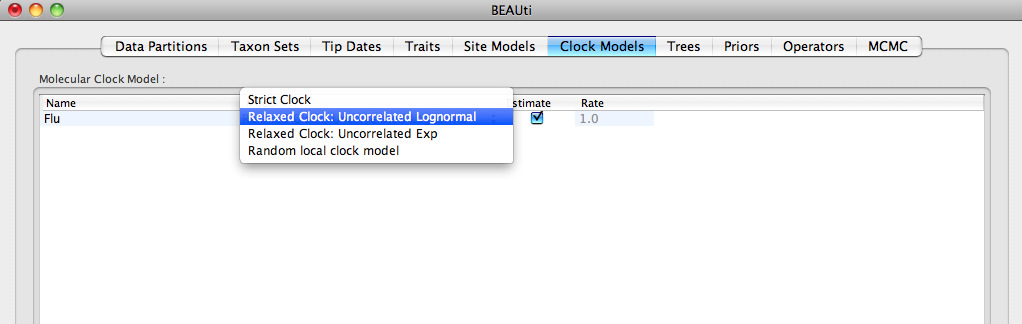 BEAUti
Data Partitions Taxon Sets Tip Dates Traits Site Models Clock Models Trees Priors Operators MCMC
Molecular Clock Model :
Name stimate Rate
Strict Clock
Flu Relaxed Clock: Uncorrelated Lognormal 1.0
Relaxed Clock: Uncorrelated Exp
Random local clock model